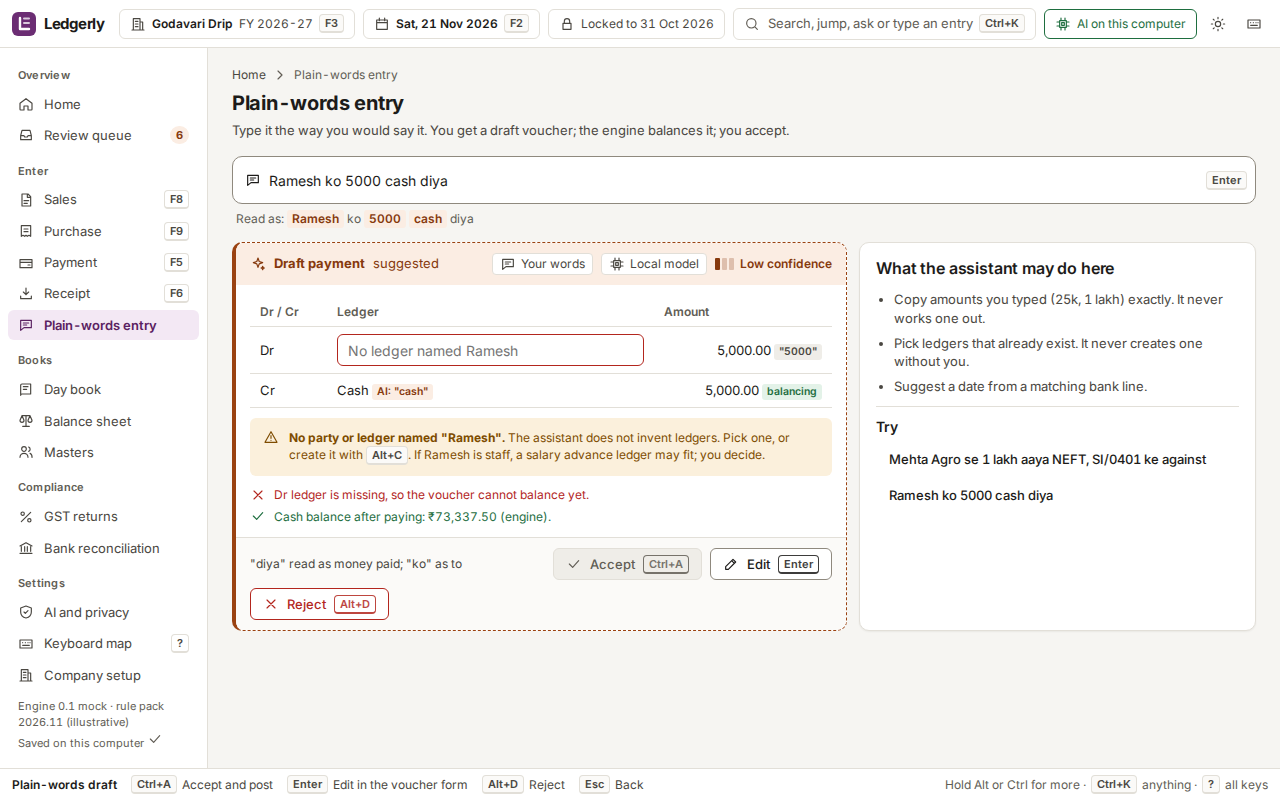 Ledgerly
Godavari Drip FY 2026-27 F3
Sat, 21 Nov 2026 F2
Locked to 31 Oct 2026
Search, jump, ask or type an entry Ctrl+K
AI on this computer
Overview
Home
Review queue 6
Enter
Sales F8
Purchase F9
Payment F5
Receipt F6
Plain-words entry
Books
Day book
Balance sheet
Masters
Compliance
GST returns
Bank reconciliation
Settings
AI and privacy
Keyboard map ?
Company setup
Engine 0.1 mock · rule pack
2026.11 (illustrative)
Saved on this computer
Home Plain-words entry
Plain-words entry
Type it the way you would say it. You get a draft voucher; the engine balances it; you accept.
Ramesh ko 5000 cash diya Enter
Read as: Ramesh ko 5000 cash diya
Draft payment suggested Your words Local model Low confidence
Dr / Cr Ledger Amount
Dr No ledger named Ramesh 5,000.00 "5000"
Cr Cash AI: "cash" 5,000.00 balancing
No party or ledger named "Ramesh". The assistant does not invent ledgers. Pick one, or
create it with Alt+C. If Ramesh is staff, a salary advance ledger may fit; you decide.
Dr ledger is missing, so the voucher cannot balance yet.
Cash balance after paying: ₹73,337.50 (engine).
"diya" read as money paid; "ko" as to Accept Ctrl+A Edit Enter
Reject Alt+D
What the assistant may do here
• Copy amounts you typed (25k, 1 lakh) exactly. It never
works one out.
• Pick ledgers that already exist. It never creates one
without you.
• Suggest a date from a matching bank line.
Try
Mehta Agro se 1 lakh aaya NEFT, SI/0401 ke against
Ramesh ko 5000 cash diya
Plain-words draft Ctrl+A Accept and post Enter Edit in the voucher form Alt+D Reject Esc Back
Hold Alt or Ctrl for more · Ctrl+K anything · ? all keys